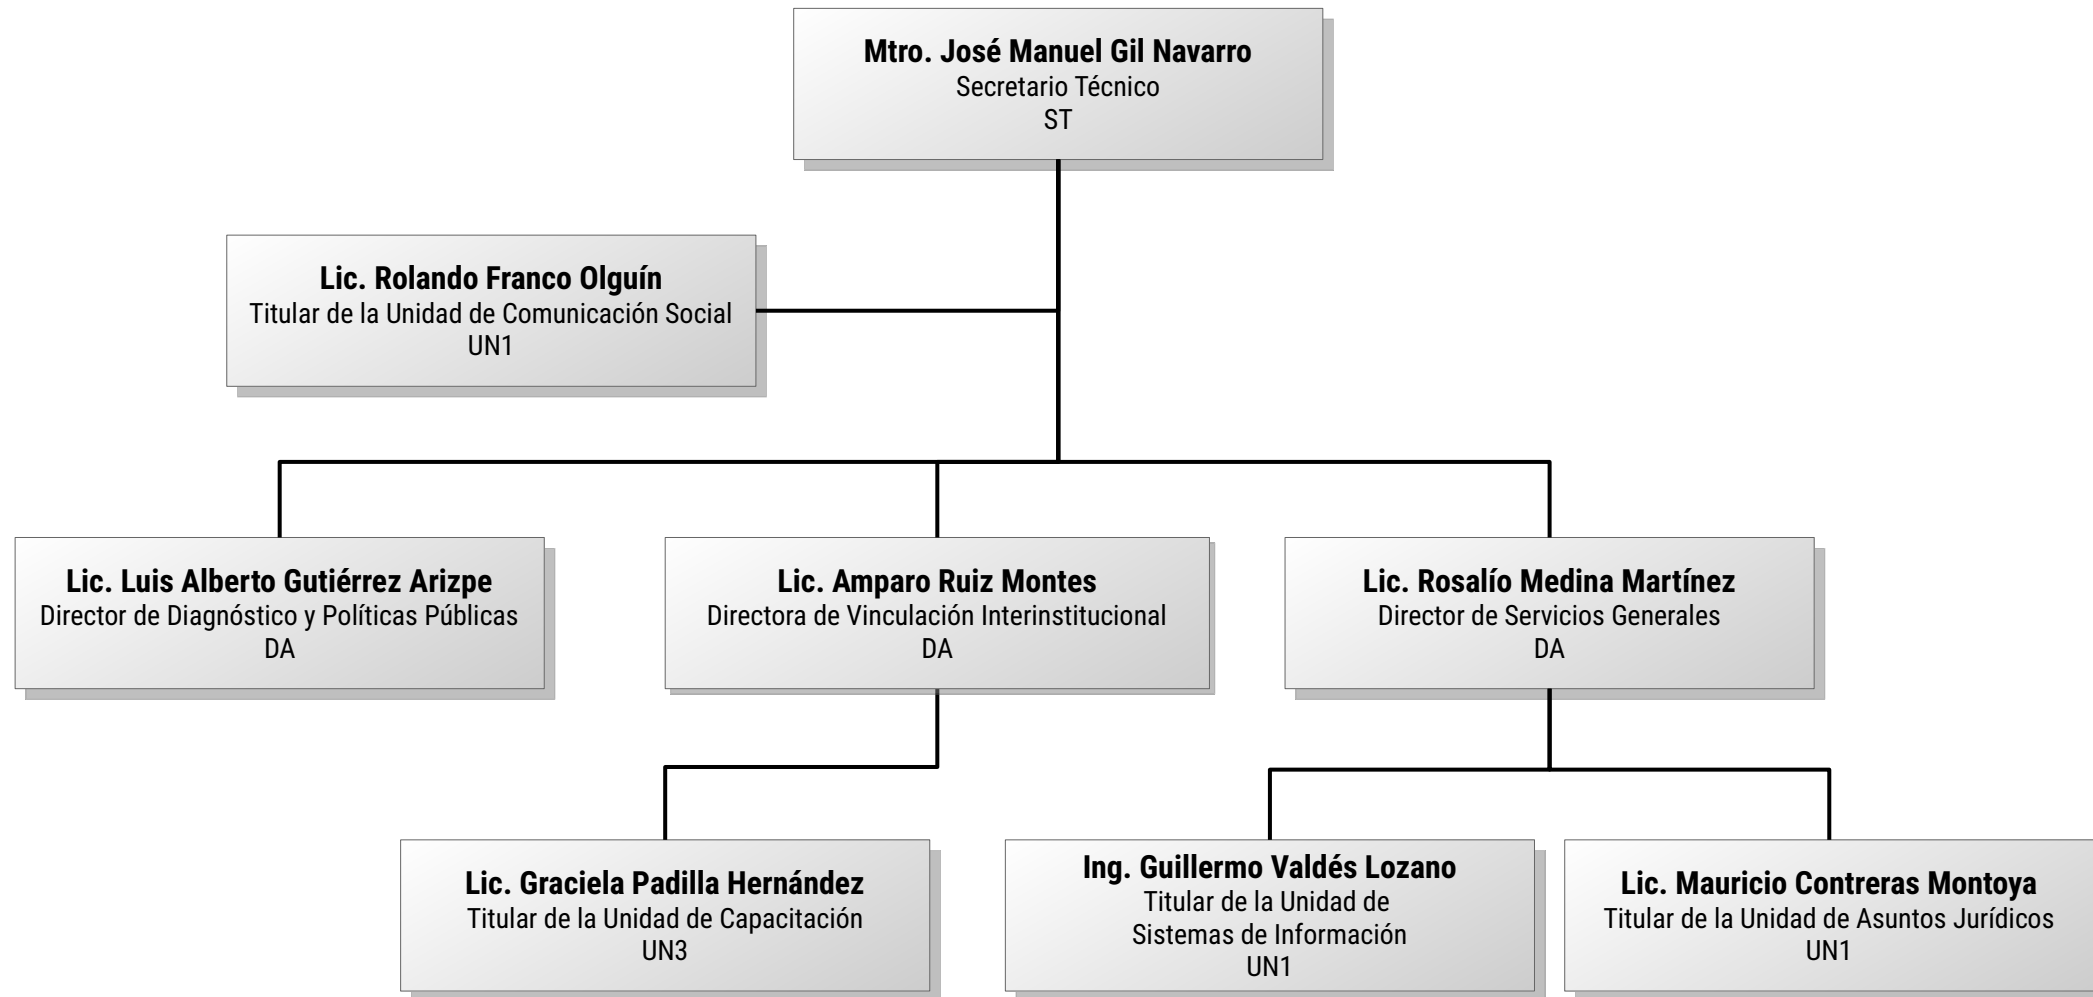 Mtro. José Manuel Gil Navarro
Secretario Técnico
ST
Lic. Rolando Franco Olguín
Titular de la Unidad de Comunicación Social
UN1
Lic. Luis Alberto Gutiérrez Arizpe
Director de Diagnóstico y Políticas Públicas
DA
Lic. Amparo Ruiz Montes
Directora de Vinculación Interinstitucional
DA
Lic. Rosalío Medina Martínez
Director de Servicios Generales
DA
Lic. Graciela Padilla Hernández
Titular de la Unidad de Capacitación
UN3
Ing. Guillermo Valdés Lozano
Titular de la Unidad de
Sistemas de Información
UN1
Lic. Mauricio Contreras Montoya
Titular de la Unidad de Asuntos Jurídicos
UN1